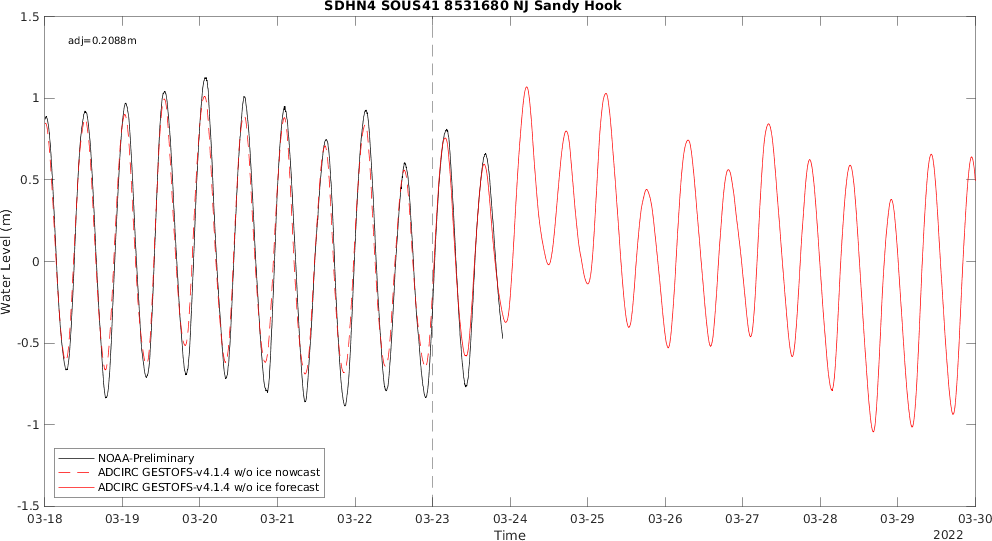 SDHN4 SOUS41 8531680 NJ Sandy Hook
adj=0.2088m
Water Level (m)
1.5
1
0.5
0
-0.5
-1
-1.5
NOAA-Preliminary
ADCIRC GESTOFS-v4.1.4 w/o ice nowcast
ADCIRC GESTOFS-v4.1.4 w/o ice forecast
03-18 03-19 03-20 03-21 03-22 03-23 03-24 03-25 03-26 03-27 03-28 03-29 03-30
Time
2022